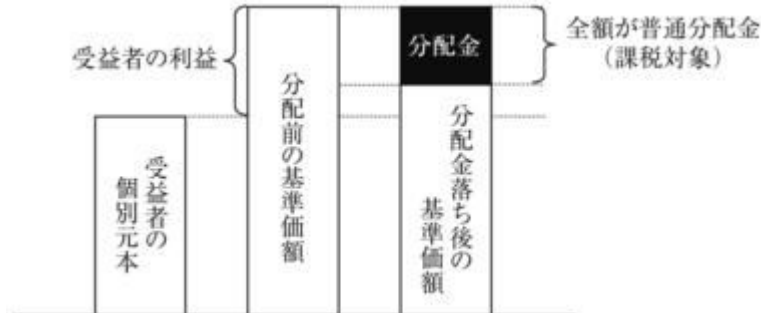 受益者の利益
分配金
全額が普通分配金
(課税対象)
受益者の
個別元本
分配前の基準価額
分配金落ち後の
基準価額